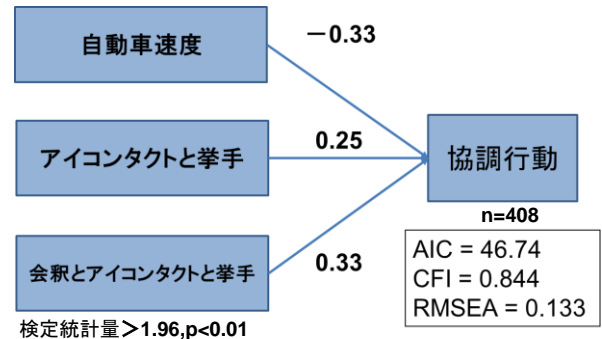 自動車速度
－0.33
アイコンタクトと挙手
0.25
協調行動
n=408
会釈とアイコンタクトと挙手
0.33
AIC = 46.74
CFI = 0.844
RMSEA = 0.133
検定統計量＞1.96,p<0.01